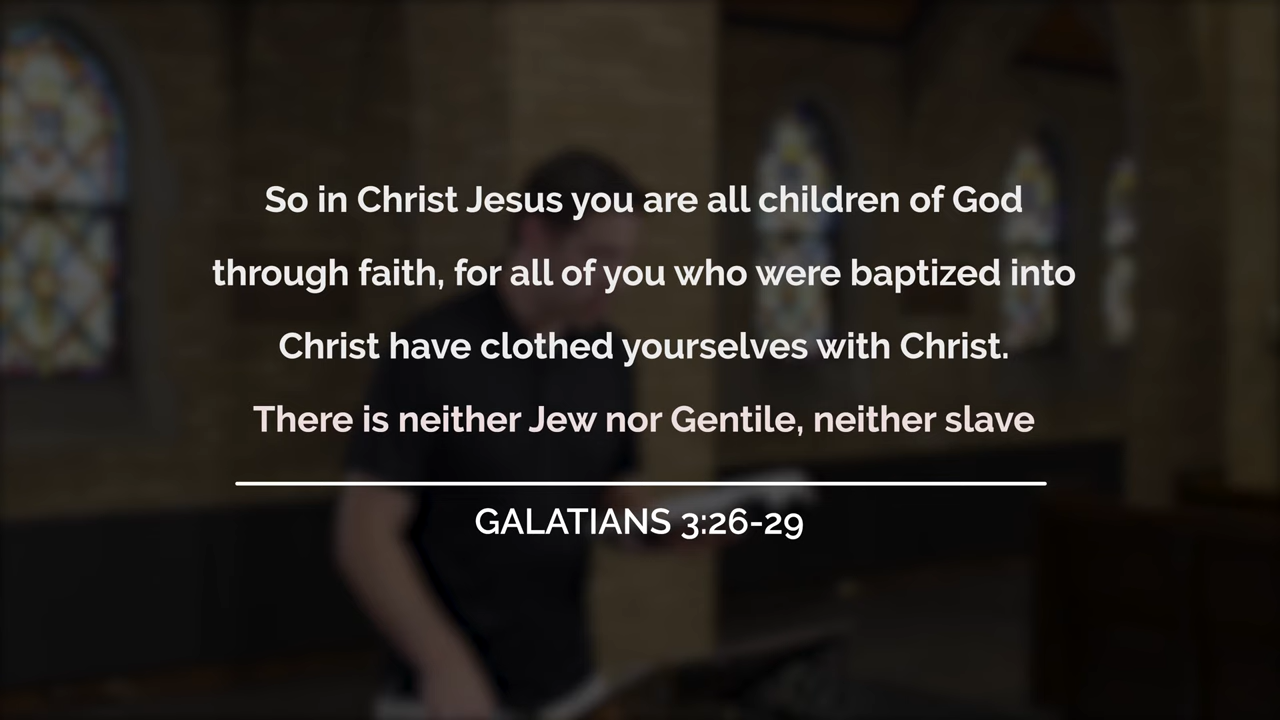 So in Christ Jesus you are all children of God
through faith, for all of you who were baptized into
Christ have clothed yourselves with Christ.
There is neither Jew nor Gentile, neither slave
GALATIANS 3:26-29